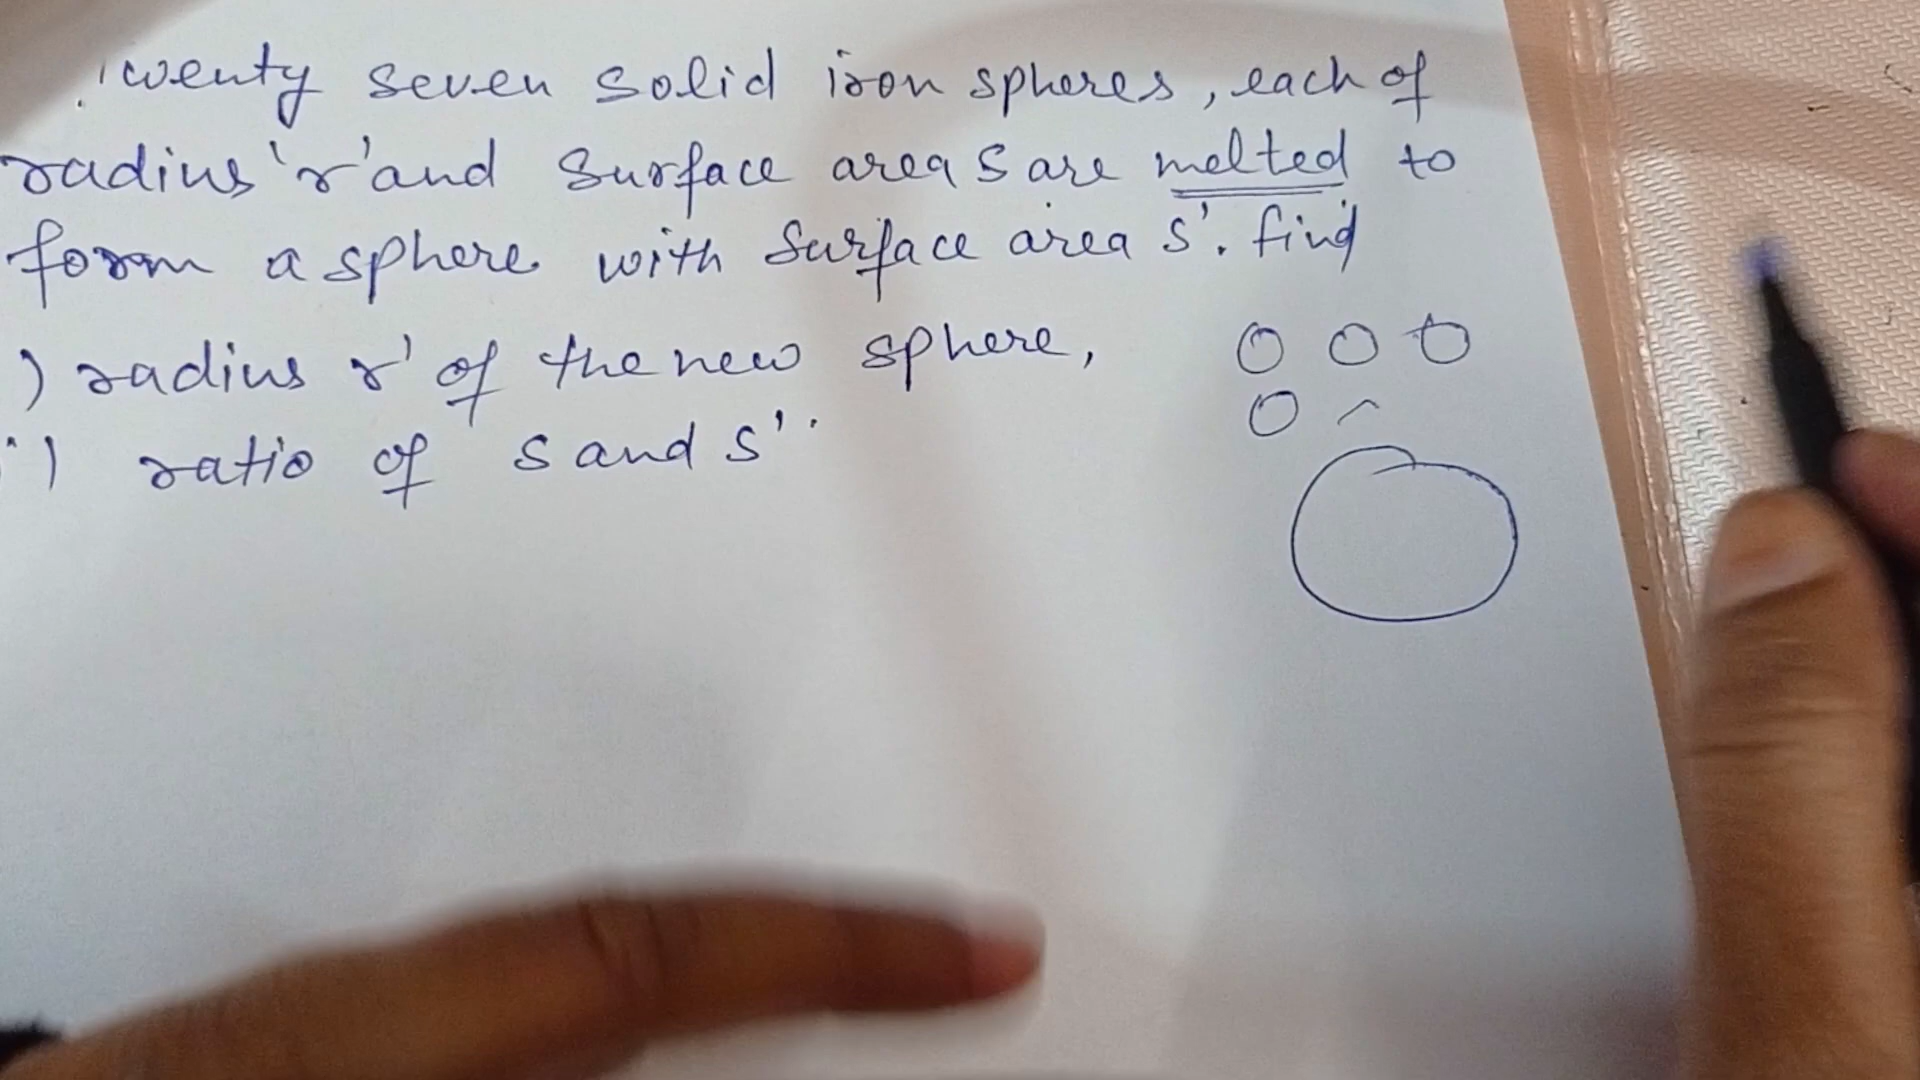 Twenty seven solid iron spheres, each of
radius 'r' and surface area S are melted to
form a sphere with surface area S'. find
) radius r' of the new sphere,
i) ratio of S and S'.